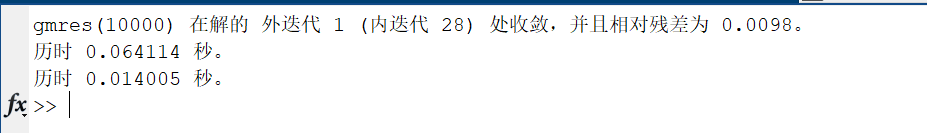 gmres(10000) 在解的 外迭代 1 (内迭代 28) 处收敛，并且相对残差为 0.0098。
历时 0.064114 秒。
历时 0.014005 秒。
fx >>